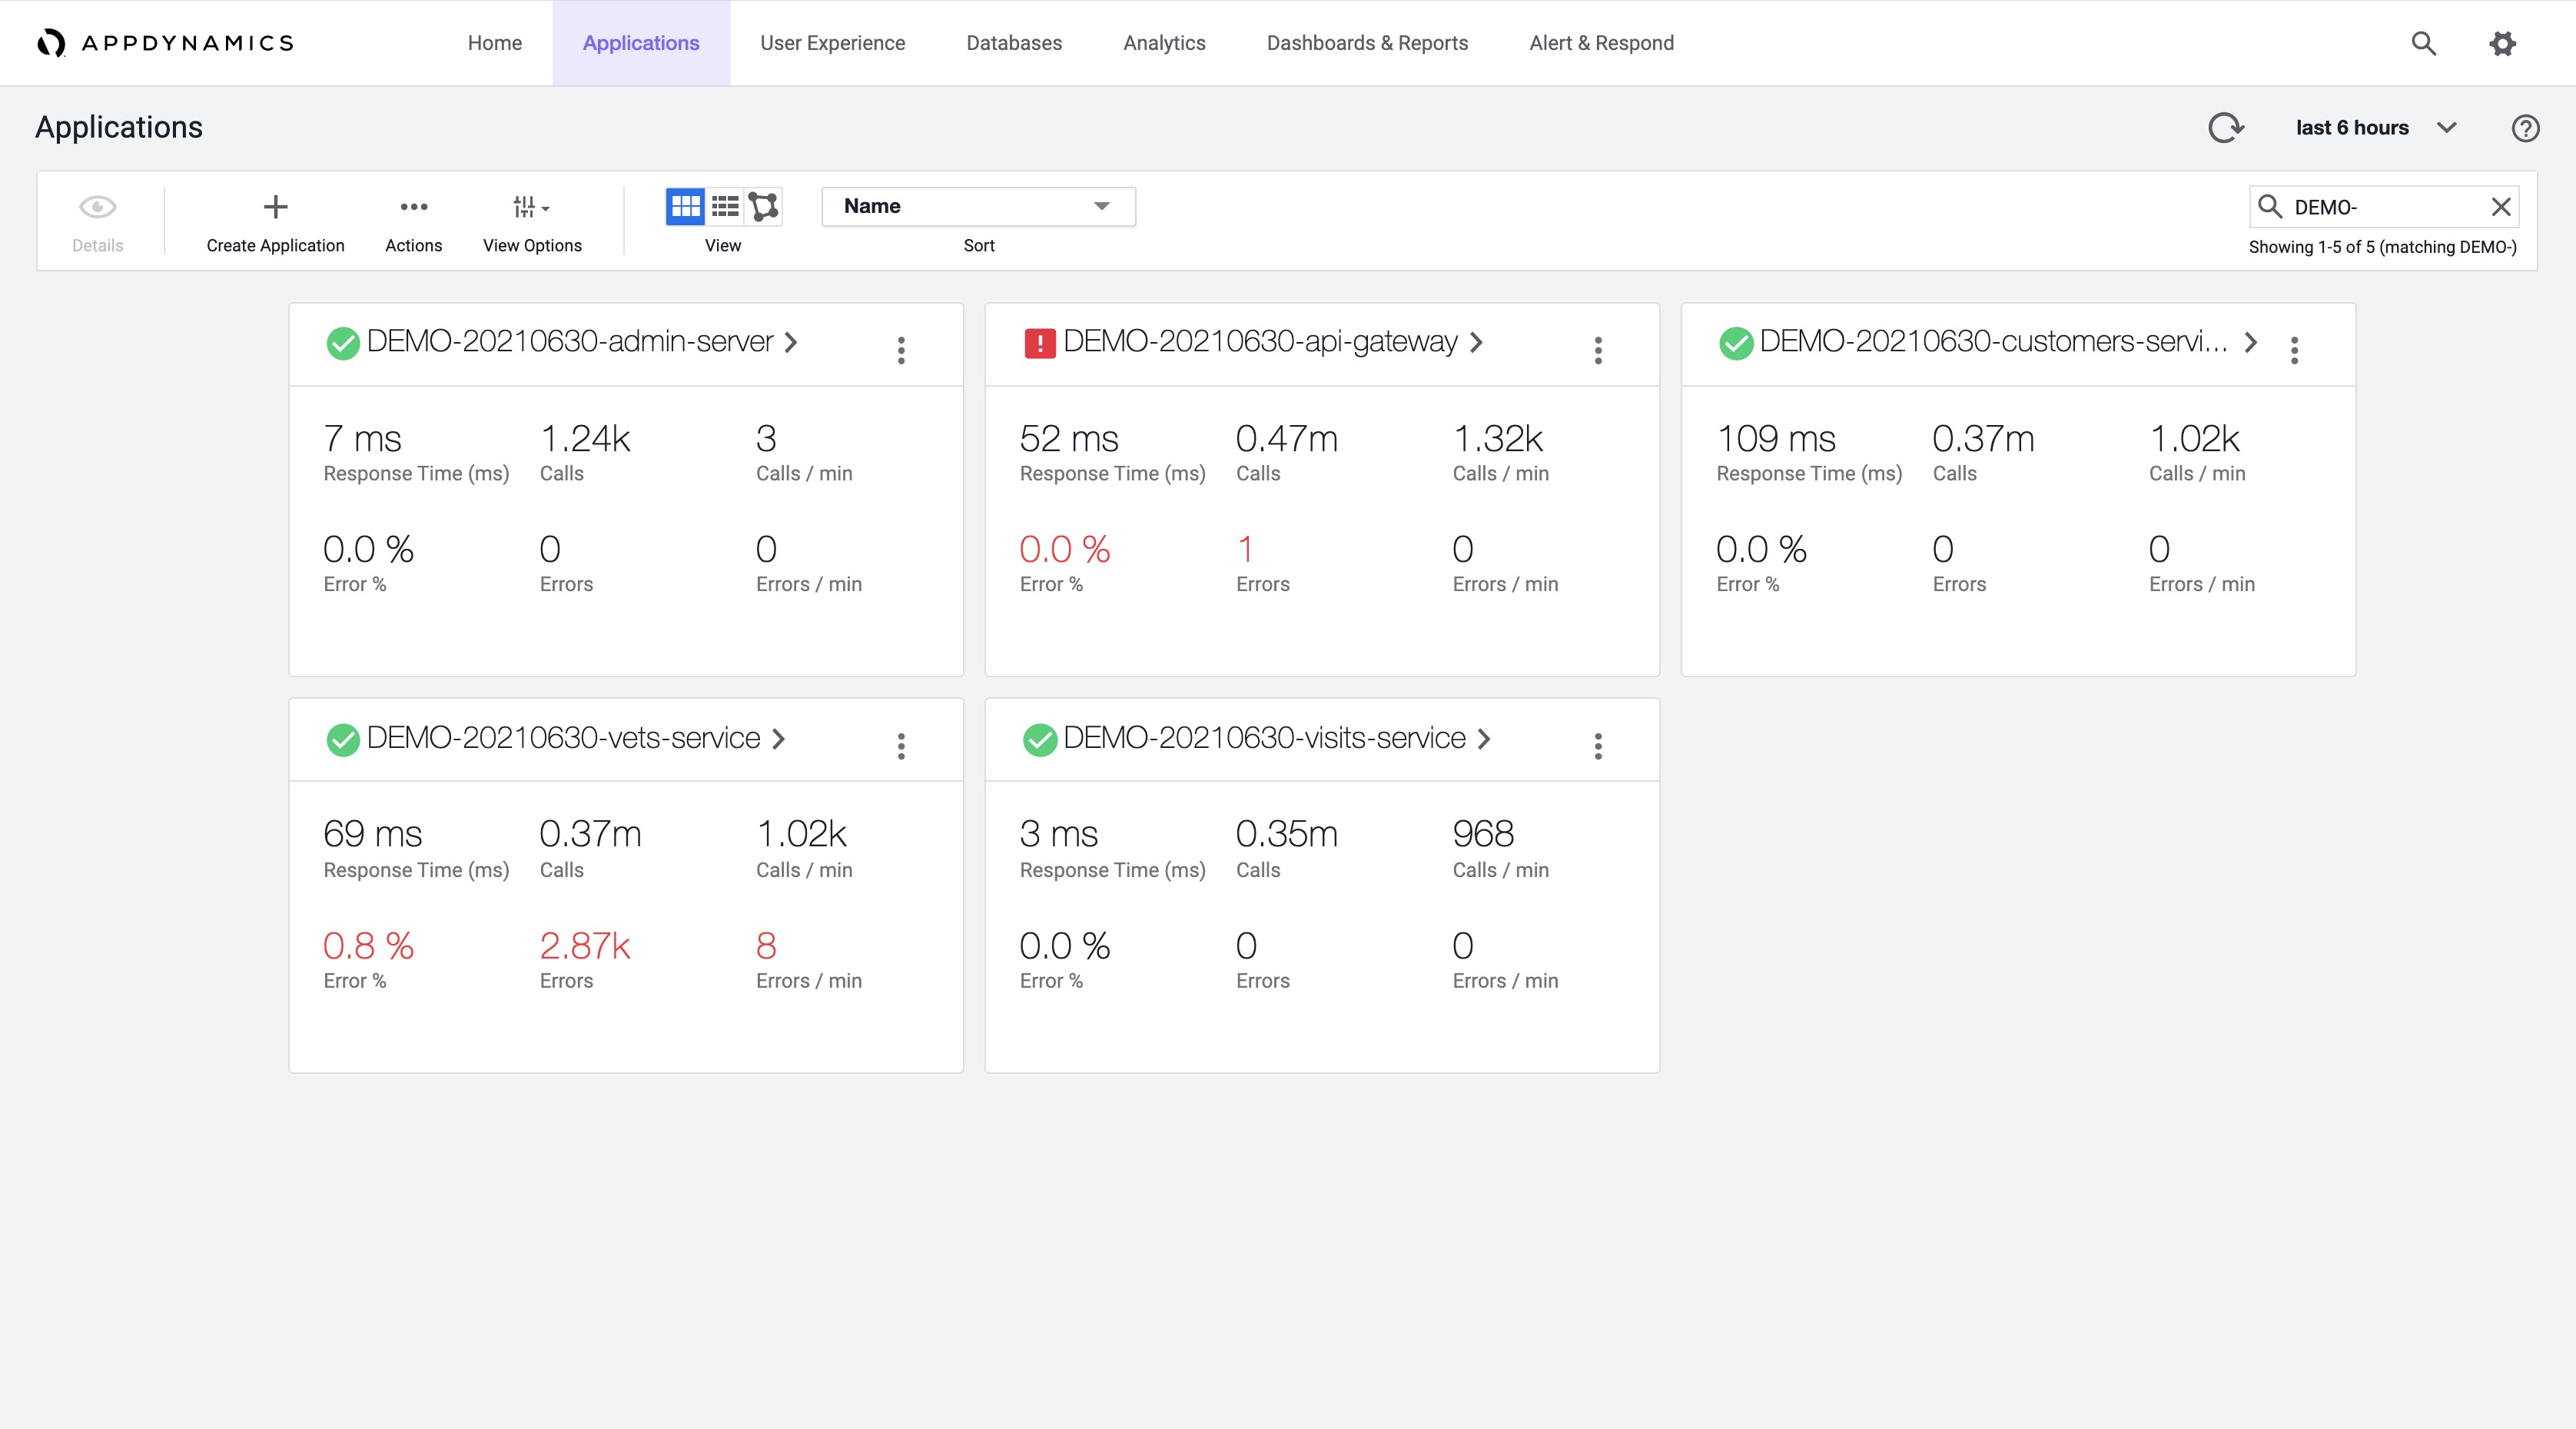 APPDYNAMICS
Home
Applications
User Experience
Databases
Analytics
Dashboards & Reports
Alert & Respond
Applications
last 6 hours
Details
Create Application
Actions
View Options
View
Name
Sort
DEMO-
Showing 1-5 of 5 (matching DEMO-)
DEMO-20210630-admin-server
7 ms 1.24k 3
Response Time (ms) Calls Calls / min
0.0 % 0 0
Error % Errors Errors / min
DEMO-20210630-api-gateway
52 ms 0.47m 1.32k
Response Time (ms) Calls Calls / min
0.0 % 1 0
Error % Errors Errors / min
DEMO-20210630-customers-servi...
109 ms 0.37m 1.02k
Response Time (ms) Calls Calls / min
0.0 % 0 0
Error % Errors Errors / min
DEMO-20210630-vets-service
69 ms 0.37m 1.02k
Response Time (ms) Calls Calls / min
0.8 % 2.87k 8
Error % Errors Errors / min
DEMO-20210630-visits-service
3 ms 0.35m 968
Response Time (ms) Calls Calls / min
0.0 % 0 0
Error % Errors Errors / min